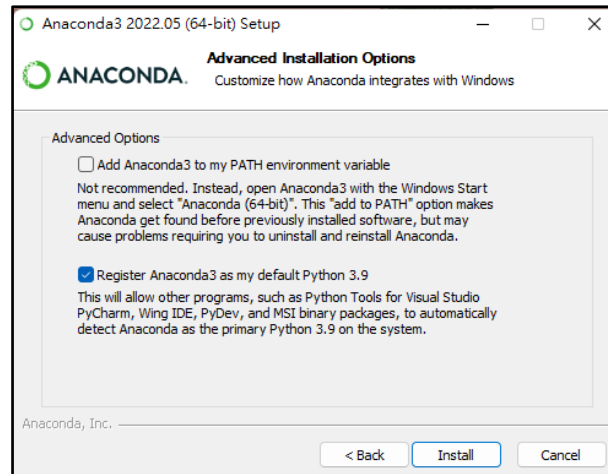 Anaconda3 2022.05 (64-bit) Setup
ANACONDA.
Advanced Installation Options
Customize how Anaconda integrates with Windows
Advanced Options
Add Anaconda3 to my PATH environment variable
Not recommended. Instead, open Anaconda3 with the Windows Start
menu and select "Anaconda (64-bit)". This "add to PATH" option makes
Anaconda get found before previously installed software, but may
cause problems requiring you to uninstall and reinstall Anaconda.
Register Anaconda3 as my default Python 3.9
This will allow other programs, such as Python Tools for Visual Studio
PyCharm, Wing IDE, PyDev, and MSI binary packages, to automatically
detect Anaconda as the primary Python 3.9 on the system.
Anaconda, Inc.
< Back
Install
Cancel